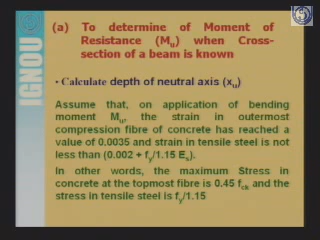 IGNOU
(a) To determine of Moment of
Resistance (Mu) when Cross-
section of a beam is known
• Calculate depth of neutral axis (xu)
Assume that, on application of bending
moment Mu, the strain in outermost
compression fibre of concrete has reached a
value of 0.0035 and strain in tensile steel is not
less than (0.002 + fy/1.15 Es).
In other words, the maximum Stress in
concrete at the topmost fibre is 0.45 fck and the
stress in tensile steel is fy/1.15